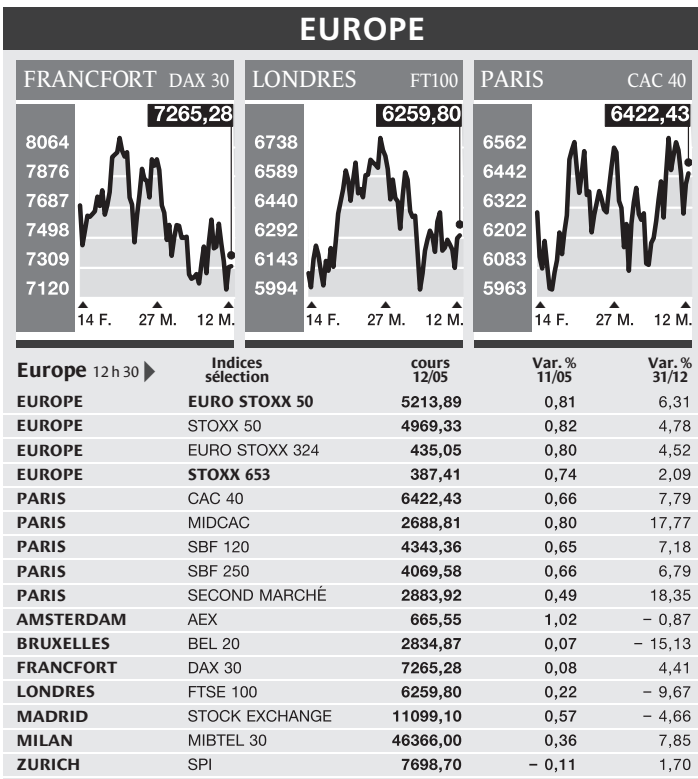 EUROPE
FRANCFORT DAX 30
7265,28
8064
7876
7687
7498
7309
7120
14 F. 27 M. 12 M.
LONDRES FT100
6259,80
6738
6589
6440
6292
6143
5994
14 F. 27 M. 12 M.
PARIS CAC 40
6422,43
6562
6442
6322
6202
6083
5963
14 F. 27 M. 12 M.
Europe 12 h 30 Indices sélection cours 12/05 Var. % 11/05 Var. % 31/12
EUROPE EURO STOXX 50 5213,89 0,81 6,31
EUROPE STOXX 50 4969,33 0,82 4,78
EUROPE EURO STOXX 324 435,05 0,80 4,52
EUROPE STOXX 653 387,41 0,74 2,09
PARIS CAC 40 6422,43 0,66 7,79
PARIS MIDCAC 2688,81 0,80 17,77
PARIS SBF 120 4343,36 0,65 7,18
PARIS SBF 250 4069,58 0,66 6,79
PARIS SECOND MARCHÉ 2883,92 0,49 18,35
AMSTERDAM AEX 665,55 1,02 – 0,87
BRUXELLES BEL 20 2834,87 0,07 – 15,13
FRANCFORT DAX 30 7265,28 0,08 4,41
LONDRES FTSE 100 6259,80 0,22 – 9,67
MADRID STOCK EXCHANGE 11099,10 0,57 – 4,66
MILAN MIBTEL 30 46366,00 0,36 7,85
ZURICH SPI 7698,70 – 0,11 1,70